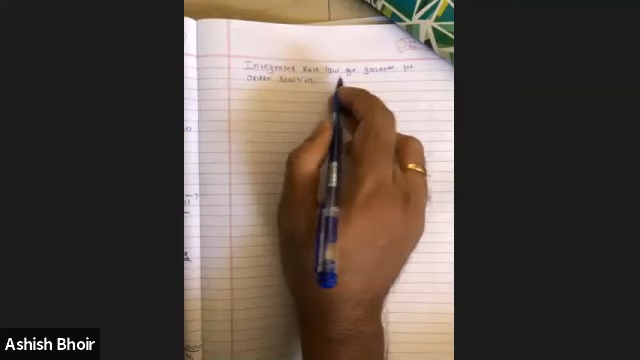 Integrated Rate law for gaseous 1st
order reaction
Ashish Bhoir